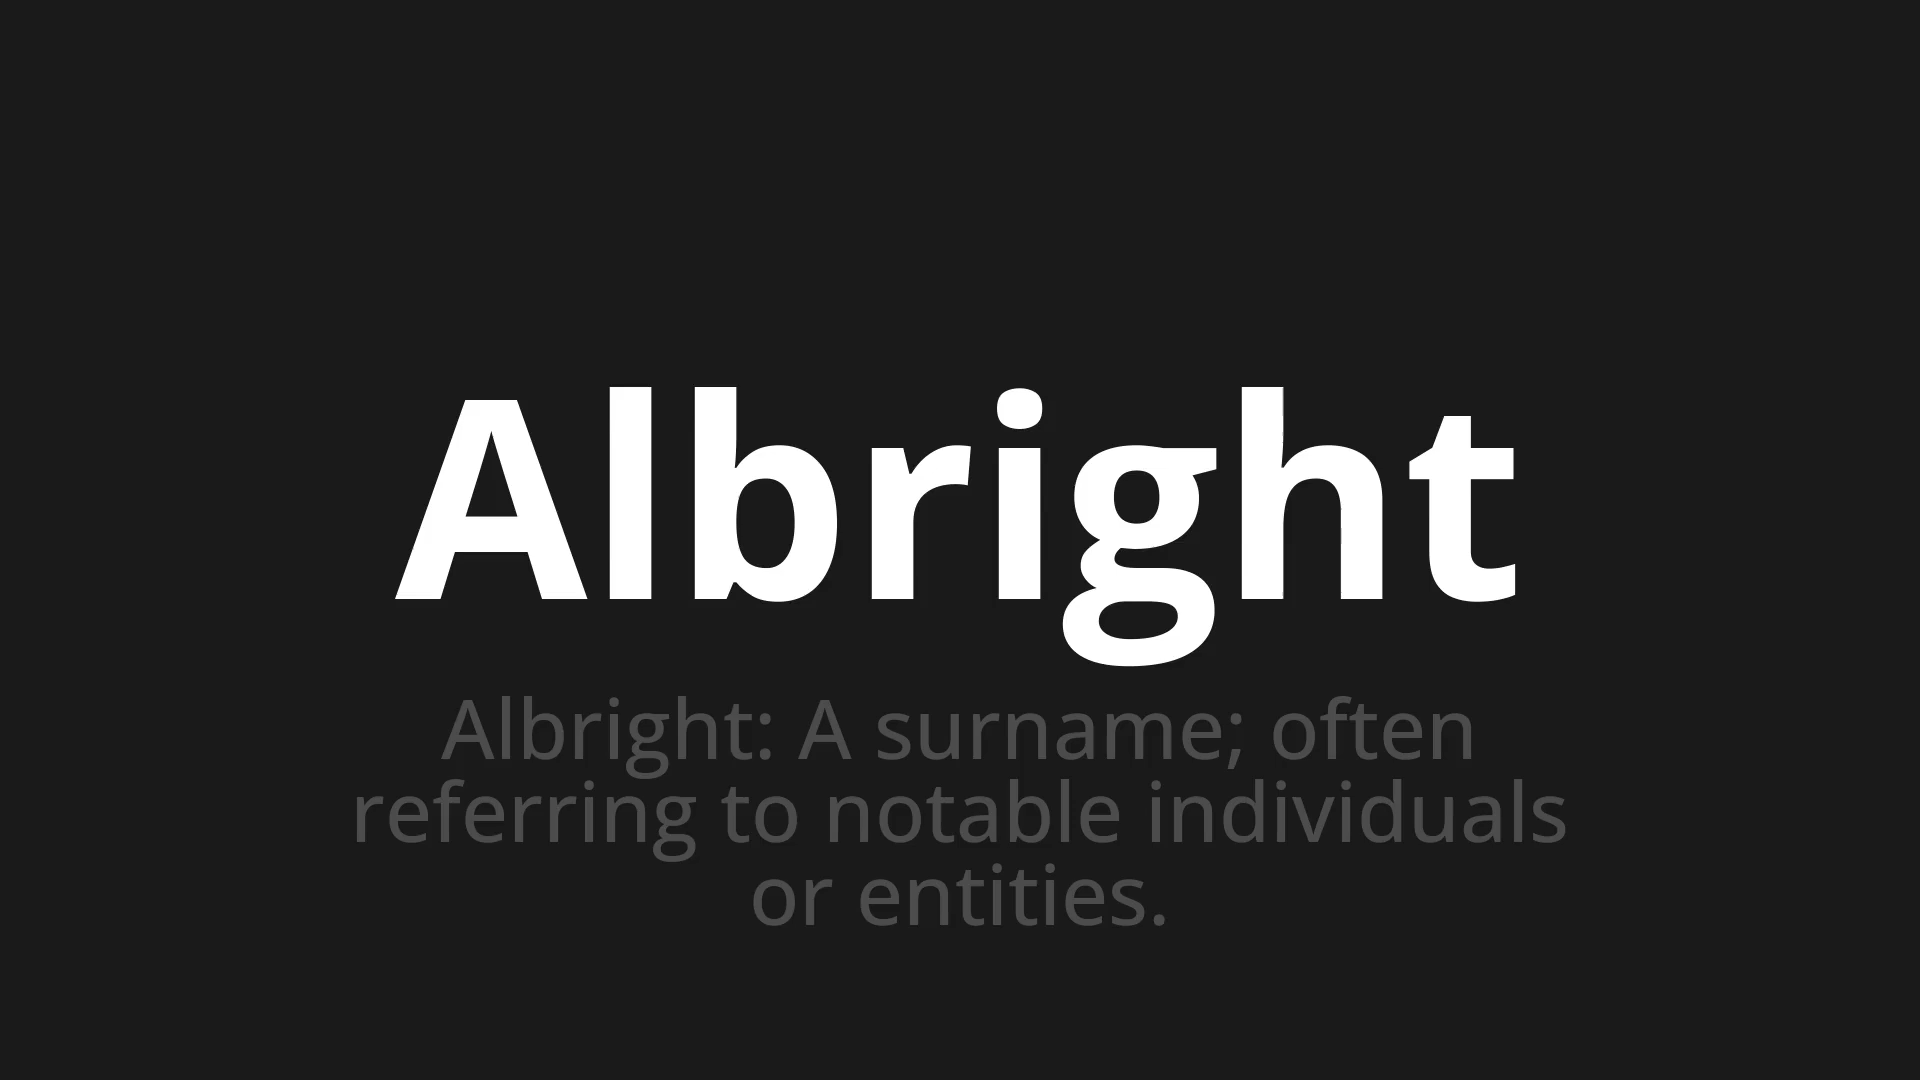 Albright
Albright: A surname; often
referring to notable individuals
or entities.